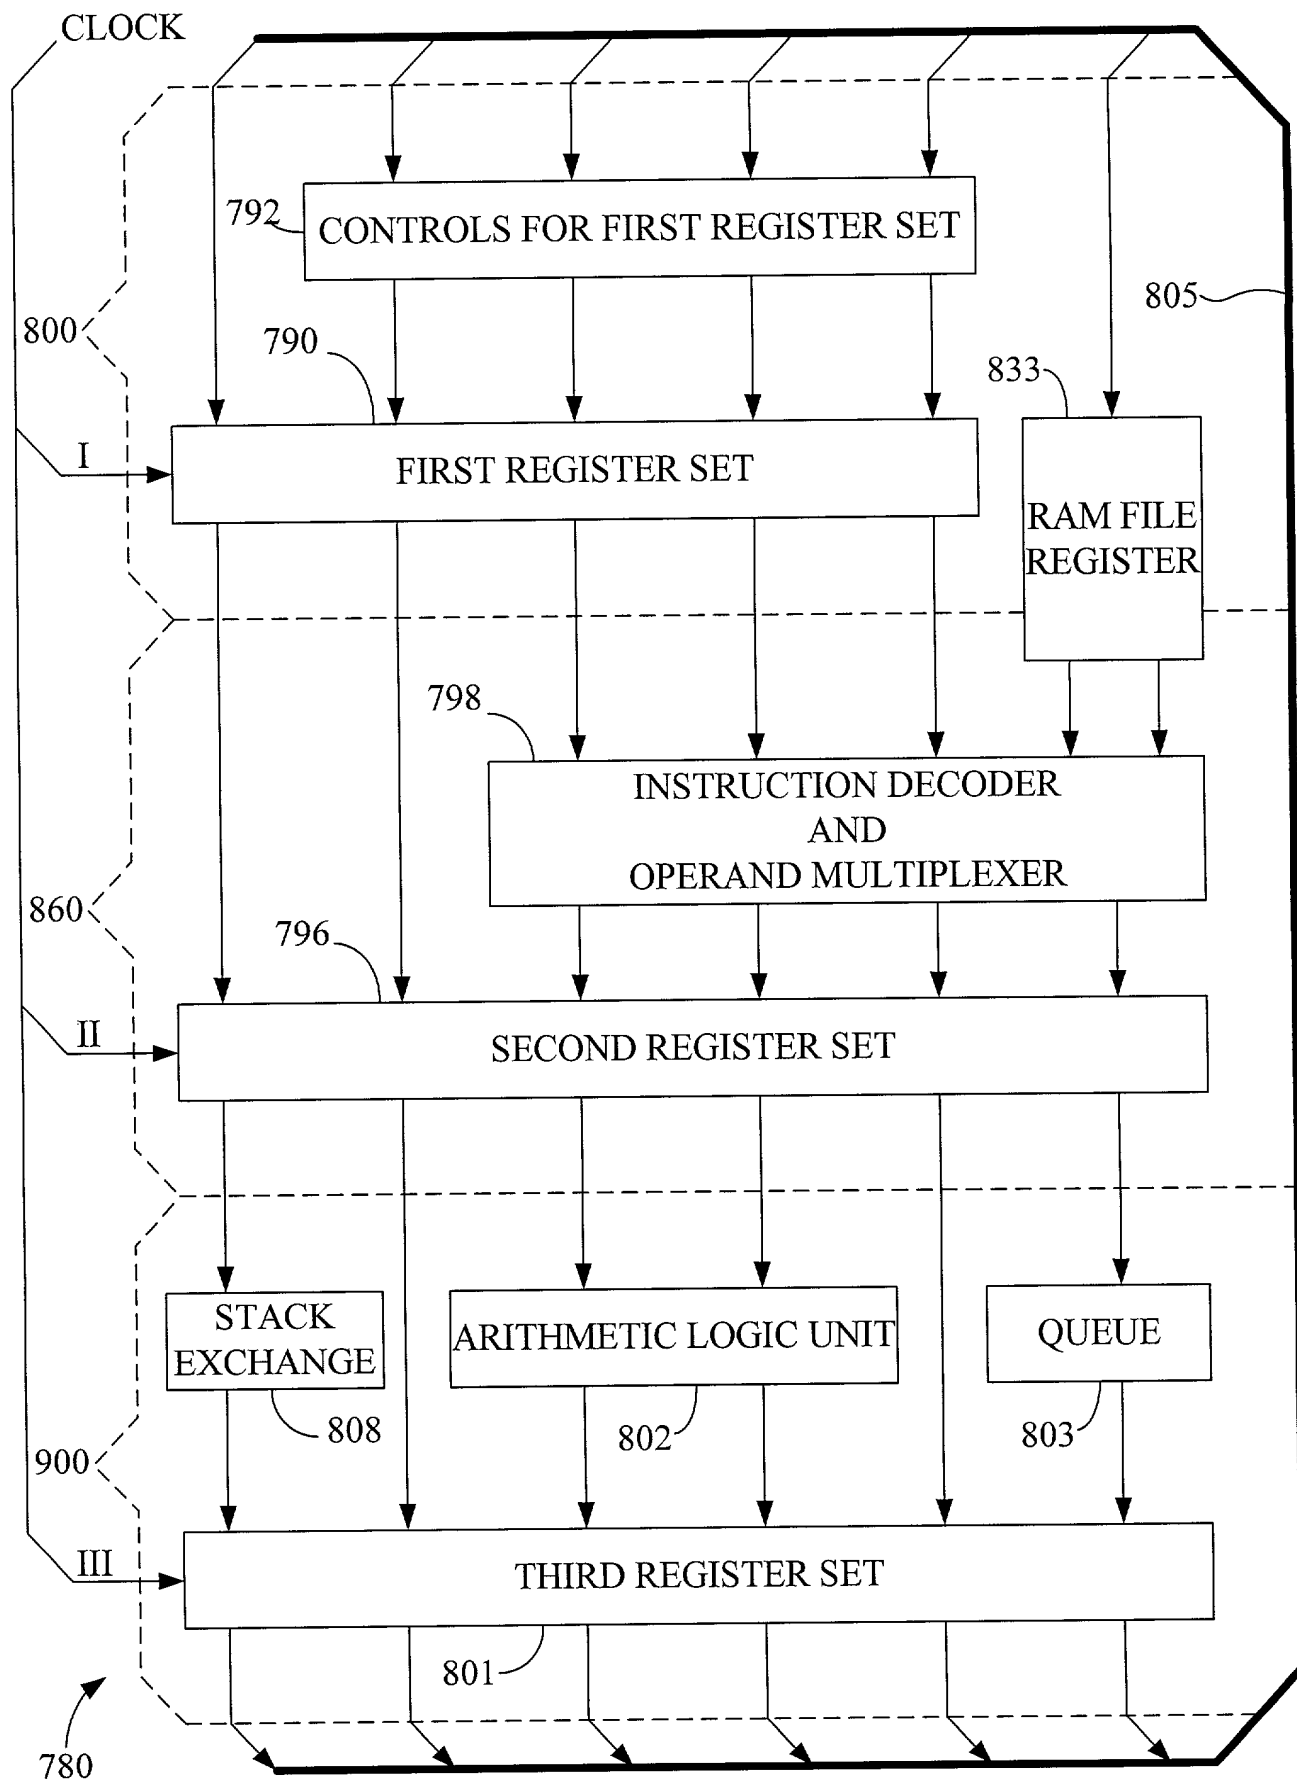 CLOCK
792
CONTROLS FOR FIRST REGISTER SET
805
800
790
833
I
FIRST REGISTER SET
RAM FILE
REGISTER
798
INSTRUCTION DECODER
AND
OPERAND MULTIPLEXER
860
796
II
SECOND REGISTER SET
STACK
EXCHANGE
ARITHMETIC LOGIC UNIT
QUEUE
808
802
803
900
III
THIRD REGISTER SET
801
780